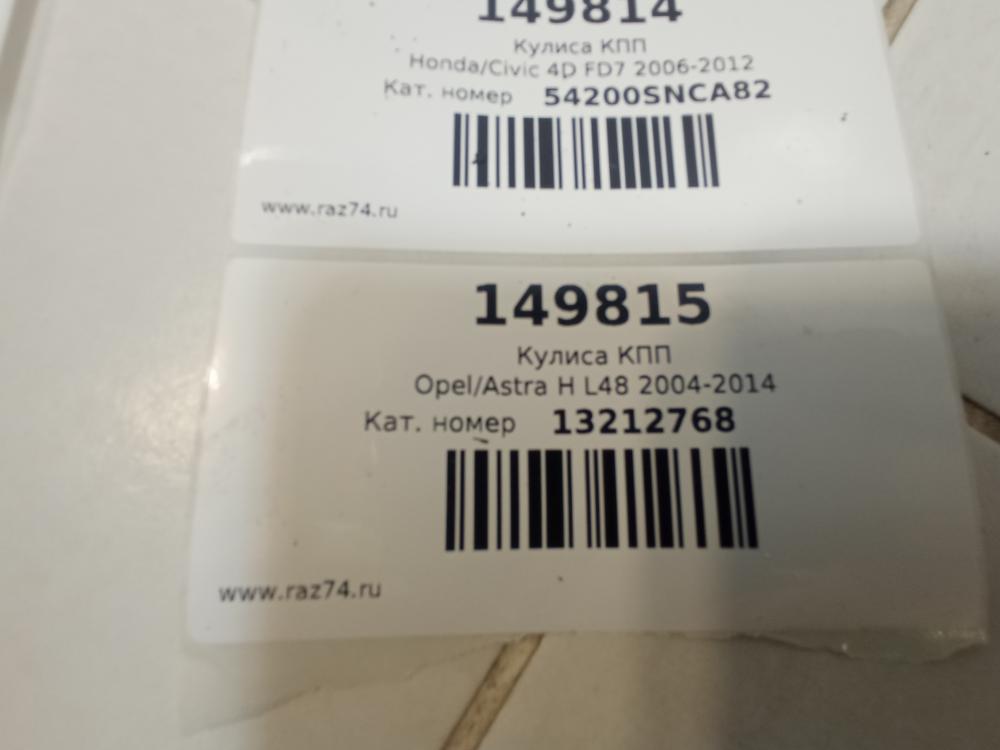 149814
Кулиса КПП
Honda/Civic 4D FD7 2006-2012
Кат. номер 54200SNCA82
www.raz74.ru
149815
Кулиса КПП
Opel/Astra H L48 2004-2014
Кат. номер 13212768
www.raz74.ru